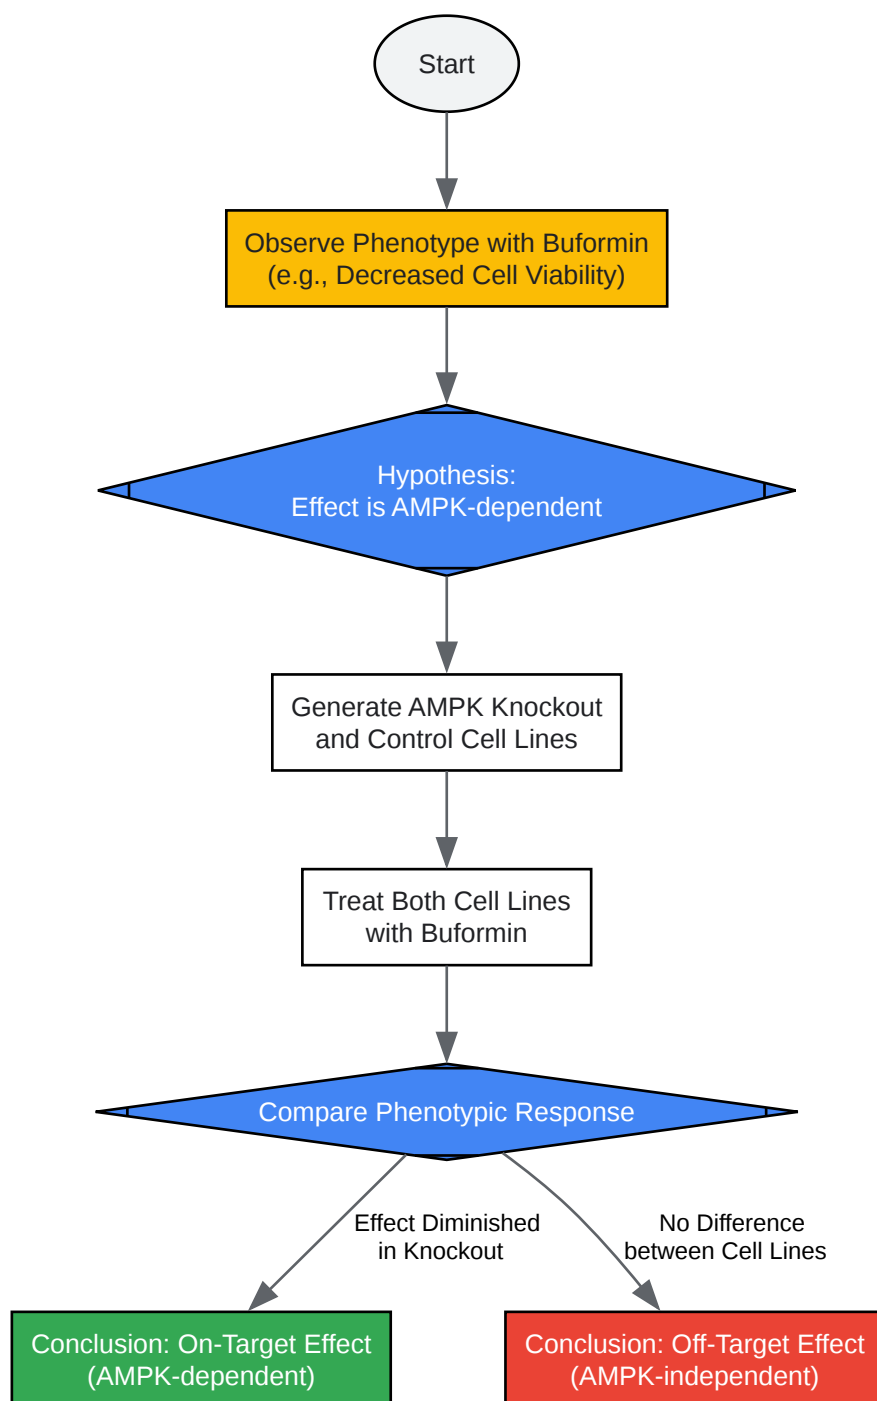 Start
Observe Phenotype with Buformin
(e.g., Decreased Cell Viability)
Hypothesis:
Effect is AMPK-dependent
Generate AMPK Knockout
and Control Cell Lines
Treat Both Cell Lines
with Buformin
Compare Phenotypic Response
Effect Diminished
in Knockout
No Difference
between Cell Lines
Conclusion: On-Target Effect
(AMPK-dependent)
Conclusion: Off-Target Effect
(AMPK-independent)